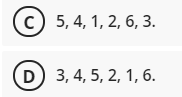 C 5, 4, 1, 2, 6, 3.
D 3, 4, 5, 2, 1, 6.